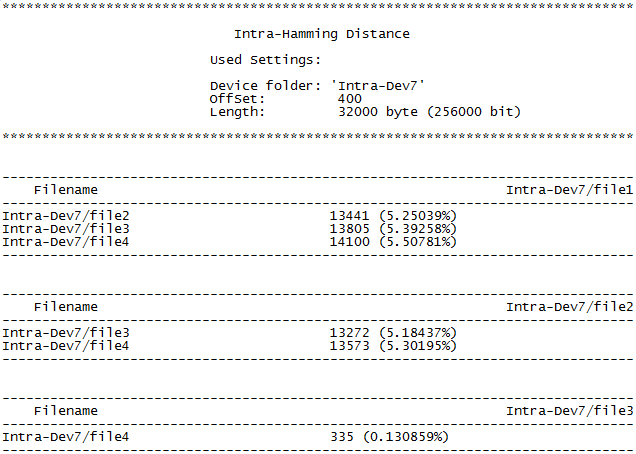 *******************************************************************************
Intra-Hamming Distance
Used Settings:
Device folder: 'Intra-Dev7'
OffSet: 400
Length: 32000 byte (256000 bit)
*******************************************************************************
-------------------------------------------------------------------------------
Filename Intra-Dev7/file1
-------------------------------------------------------------------------------
Intra-Dev7/file2 13441 (5.25039%)
Intra-Dev7/file3 13805 (5.39258%)
Intra-Dev7/file4 14100 (5.50781%)
-------------------------------------------------------------------------------
-------------------------------------------------------------------------------
Filename Intra-Dev7/file2
-------------------------------------------------------------------------------
Intra-Dev7/file3 13272 (5.18437%)
Intra-Dev7/file4 13573 (5.30195%)
-------------------------------------------------------------------------------
-------------------------------------------------------------------------------
Filename Intra-Dev7/file3
-------------------------------------------------------------------------------
Intra-Dev7/file4 335 (0.130859%)
-------------------------------------------------------------------------------